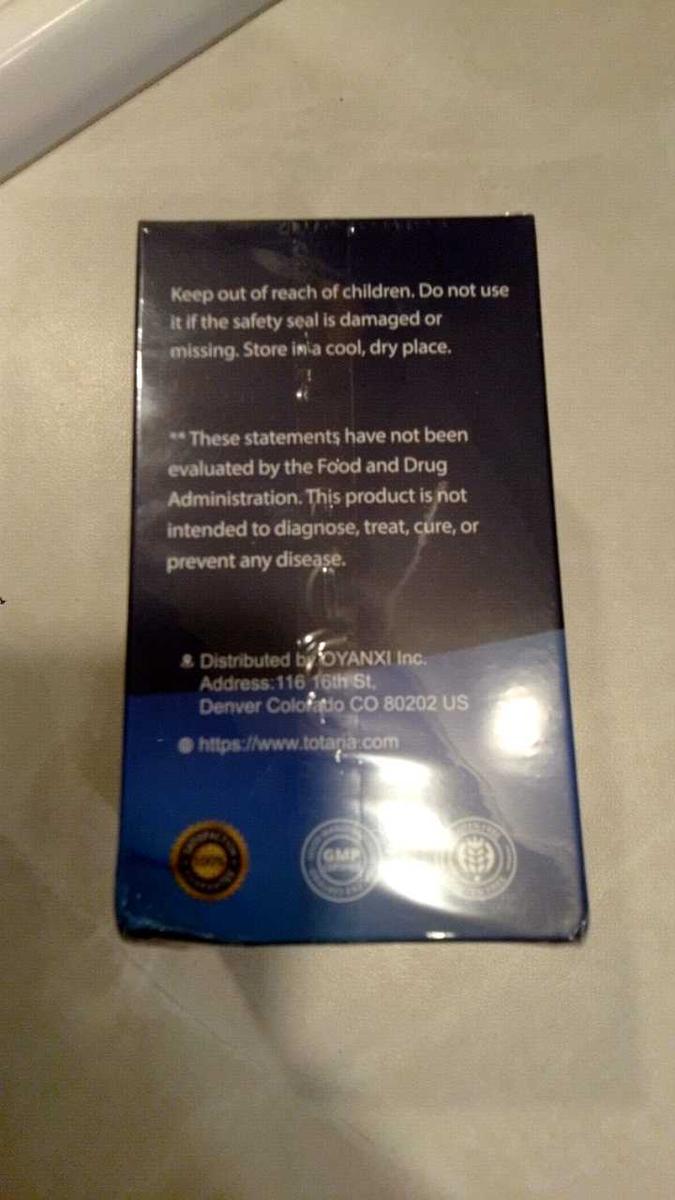 Keep out of reach of children. Do not use
it if the safety seal is damaged or
missing. Store in a cool, dry place.
** These statements have not been
evaluated by the Food and Drug
Administration. This product is not
intended to diagnose, treat, cure, or
prevent any disease.
Distributed by OYANXI Inc.
Address:116 16th St,
Denver Colorado CO 80202 US
https://www.totaria.com
100%
GMP